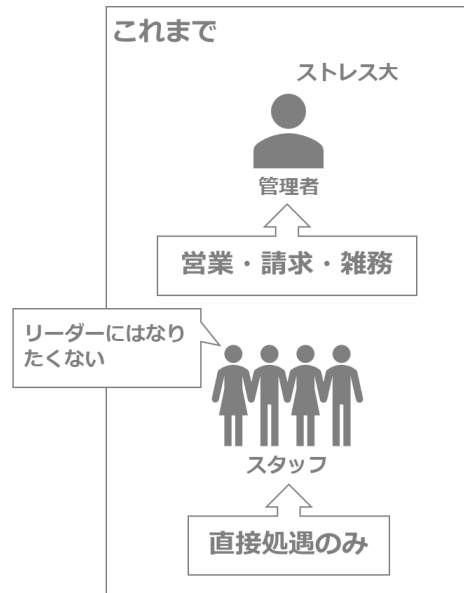 これまで
ストレス大
管理者
営業・請求・雑務
リーダーにはなり
たくない
スタッフ
直接処遇のみ